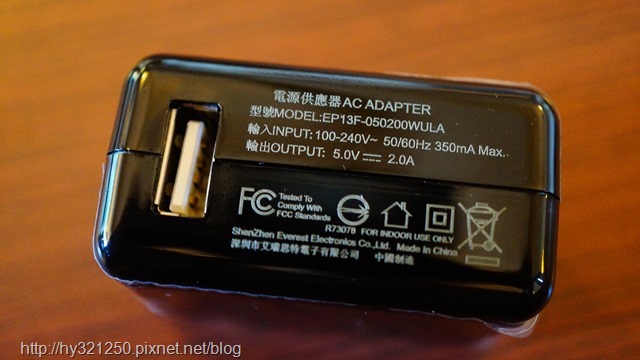 電源供應器AC ADAPTER
型號MODEL:EP13F-050200WULA
輸入INPUT:100-240V~ 50/60Hz 350mA Max.
輸出OUTPUT: 5.0V⎓ 2.0A
FC Tested To
Comply With
FCC Standards
R73078 FOR INDOOR USE ONLY
ShenZhen Everest Electronics Co.,Ltd. Made In China
深圳市艾瑞思特電子有限公司 中國制造
http://hy321250.pixnet.net/blog